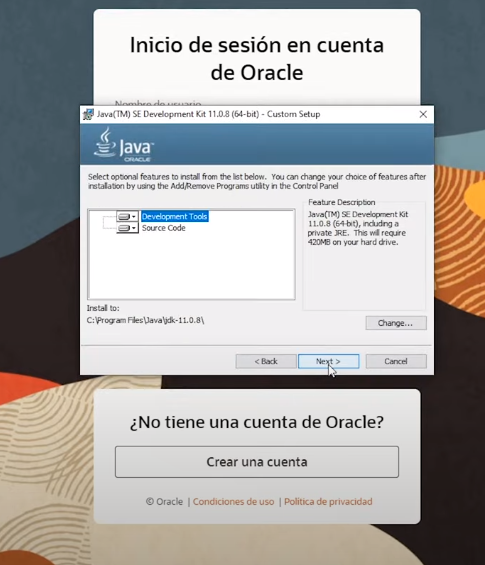 Inicio de sesión en cuenta
de Oracle
Nombre de usuario
Java(TM) SE Development Kit 11.0.8 (64-bit) - Custom Setup
Java
ORACLE
Select optional features to install from the list below. You can change your choice of features after
installation by using the Add/Remove Programs utility in the Control Panel
Development Tools
Source Code
Feature Description
Java(TM) SE Development Kit
11.0.8 (64-bit), including a
private JRE. This will require
420MB on your hard drive.
Install to:
C:\Program Files\Java\jdk-11.0.8\
Change...
< Back
Next >
Cancel
¿No tiene una cuenta de Oracle?
Crear una cuenta
© Oracle | Condiciones de uso | Política de privacidad